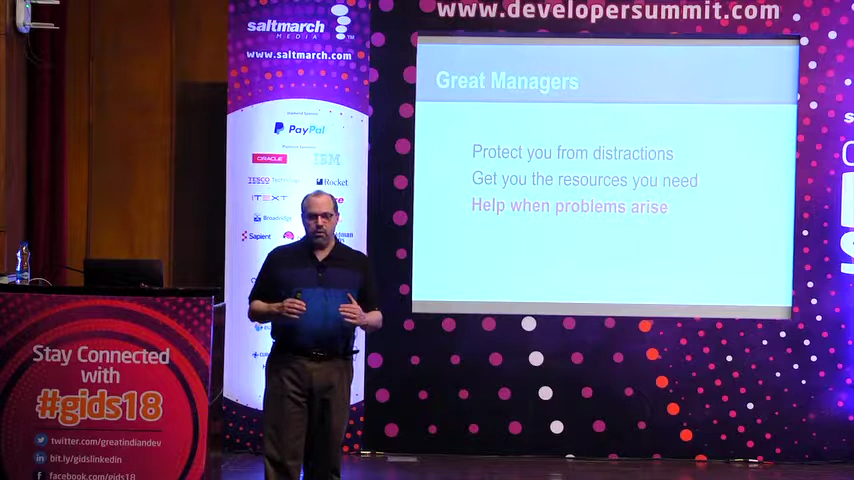 www.developersummit.com
saltmarch
MEDIA
TM
www.saltmarch.com
PayPal
ORACLE
IBM
TESCO Technology
Rocket
ITEXT
Broadridge
Sapient
Great Managers
Protect you from distractions
Get you the resources you need
Help when problems arise
Stay Connected
with
#gids18
twitter.com/greatindiandev
bit.ly/gidslinkedin
facebook.com/gids18